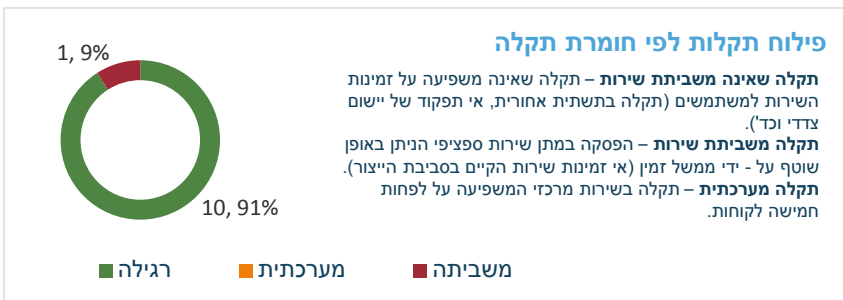 פילוח תקלות לפי חומרת תקלה
תקלה שאינה משביתת שירות – תקלה שאינה משפיעה על זמינות
השירות למשתמשים (תקלה בתשתית אחורית, אי תפקוד של יישום
צדדי וכד').
תקלה משביתת שירות – הפסקה במתן שירות ספציפי הניתן באופן
שוטף על - ידי ממשל זמין (אי זמינות שירות הקיים בסביבת הייצור).
תקלה מערכתית – תקלה בשירות מרכזי המשפיעה על לפחות
חמישה לקוחות.
1, 9%
10, 91%
משביתה
מערכתית
רגילה